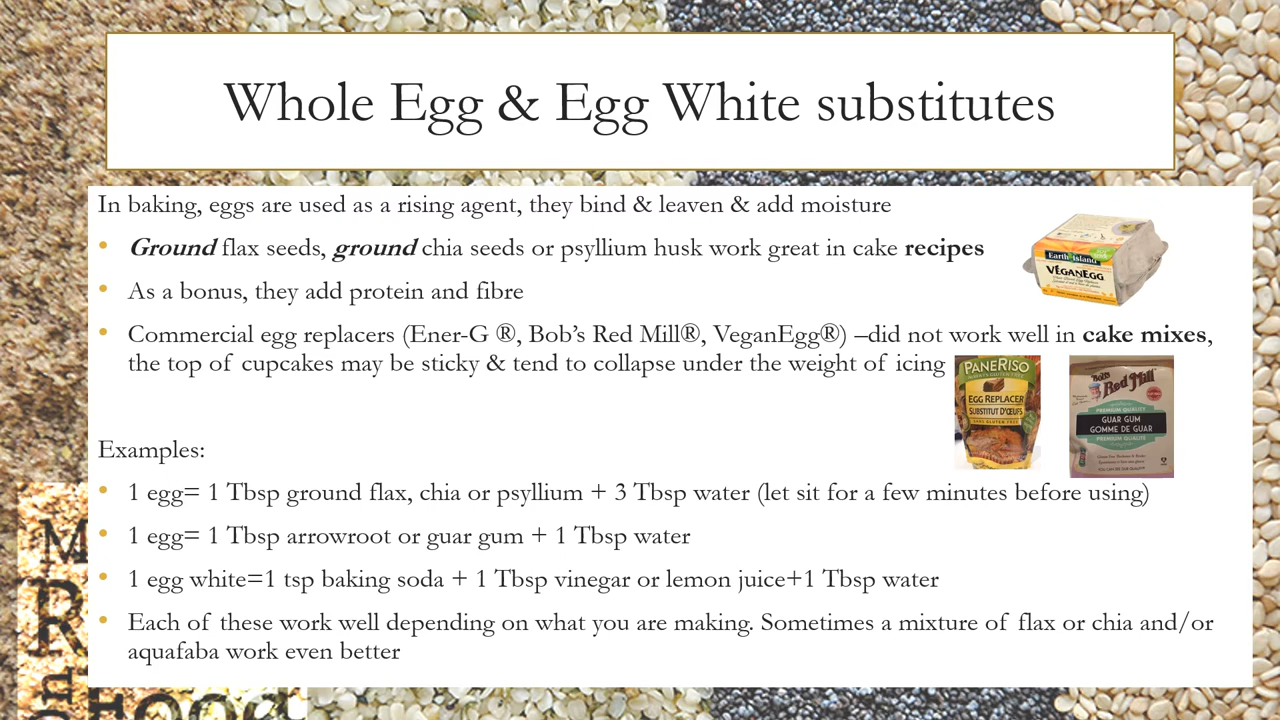 Whole Egg & Egg White substitutes
In baking, eggs are used as a rising agent, they bind & leaven & add moisture
• Ground flax seeds, ground chia seeds or psyllium husk work great in cake recipes
Earth Island
VEGANEGG
• As a bonus, they add protein and fibre
• Commercial egg replacers (Ener-G ®, Bob's Red Mill®, VeganEgg®) –did not work well in cake mixes,
the top of cupcakes may be sticky & tend to collapse under the weight of icing
PANERISO
ALWAYS GLUTEN FREE
EGG REPLACER
SUBSTITUT D'ŒUFS
Bob's
Red Mill
PREMIUM QUALITY
GUAR GUM
GOMME DE GUAR
PREMIUM QUALITY
Examples:
• 1 egg= 1 Tbsp ground flax, chia or psyllium + 3 Tbsp water (let sit for a few minutes before using)
• 1 egg= 1 Tbsp arrowroot or guar gum + 1 Tbsp water
• 1 egg white=1 tsp baking soda + 1 Tbsp vinegar or lemon juice+1 Tbsp water
• Each of these work well depending on what you are making. Sometimes a mixture of flax or chia and/or
aquafaba work even better